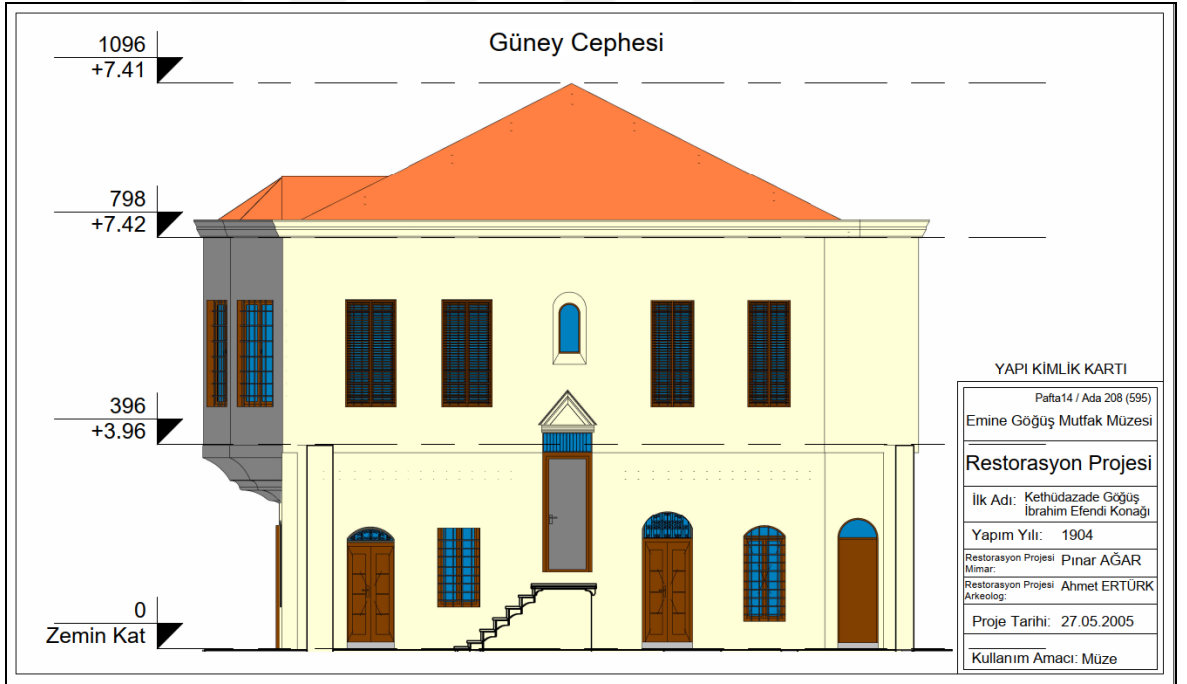 Güney Cephesi
1096
+7.41
798
+7.42
396
+3.96
0
Zemin Kat
YAPI KİMLİK KARTI
Pafta14 / Ada 208 (595)
Emine Göğüş Mutfak Müzesi
Restorasyon Projesi
İlk Adı: Kethüdazade Göğüş
İbrahim Efendi Konağı
Yapım Yılı: 1904
Restorasyon Projesi
Mimar: Pınar AĞAR
Restorasyon Projesi
Arkeolog: Ahmet ERTÜRK
Proje Tarihi: 27.05.2005
Kullanım Amacı: Müze